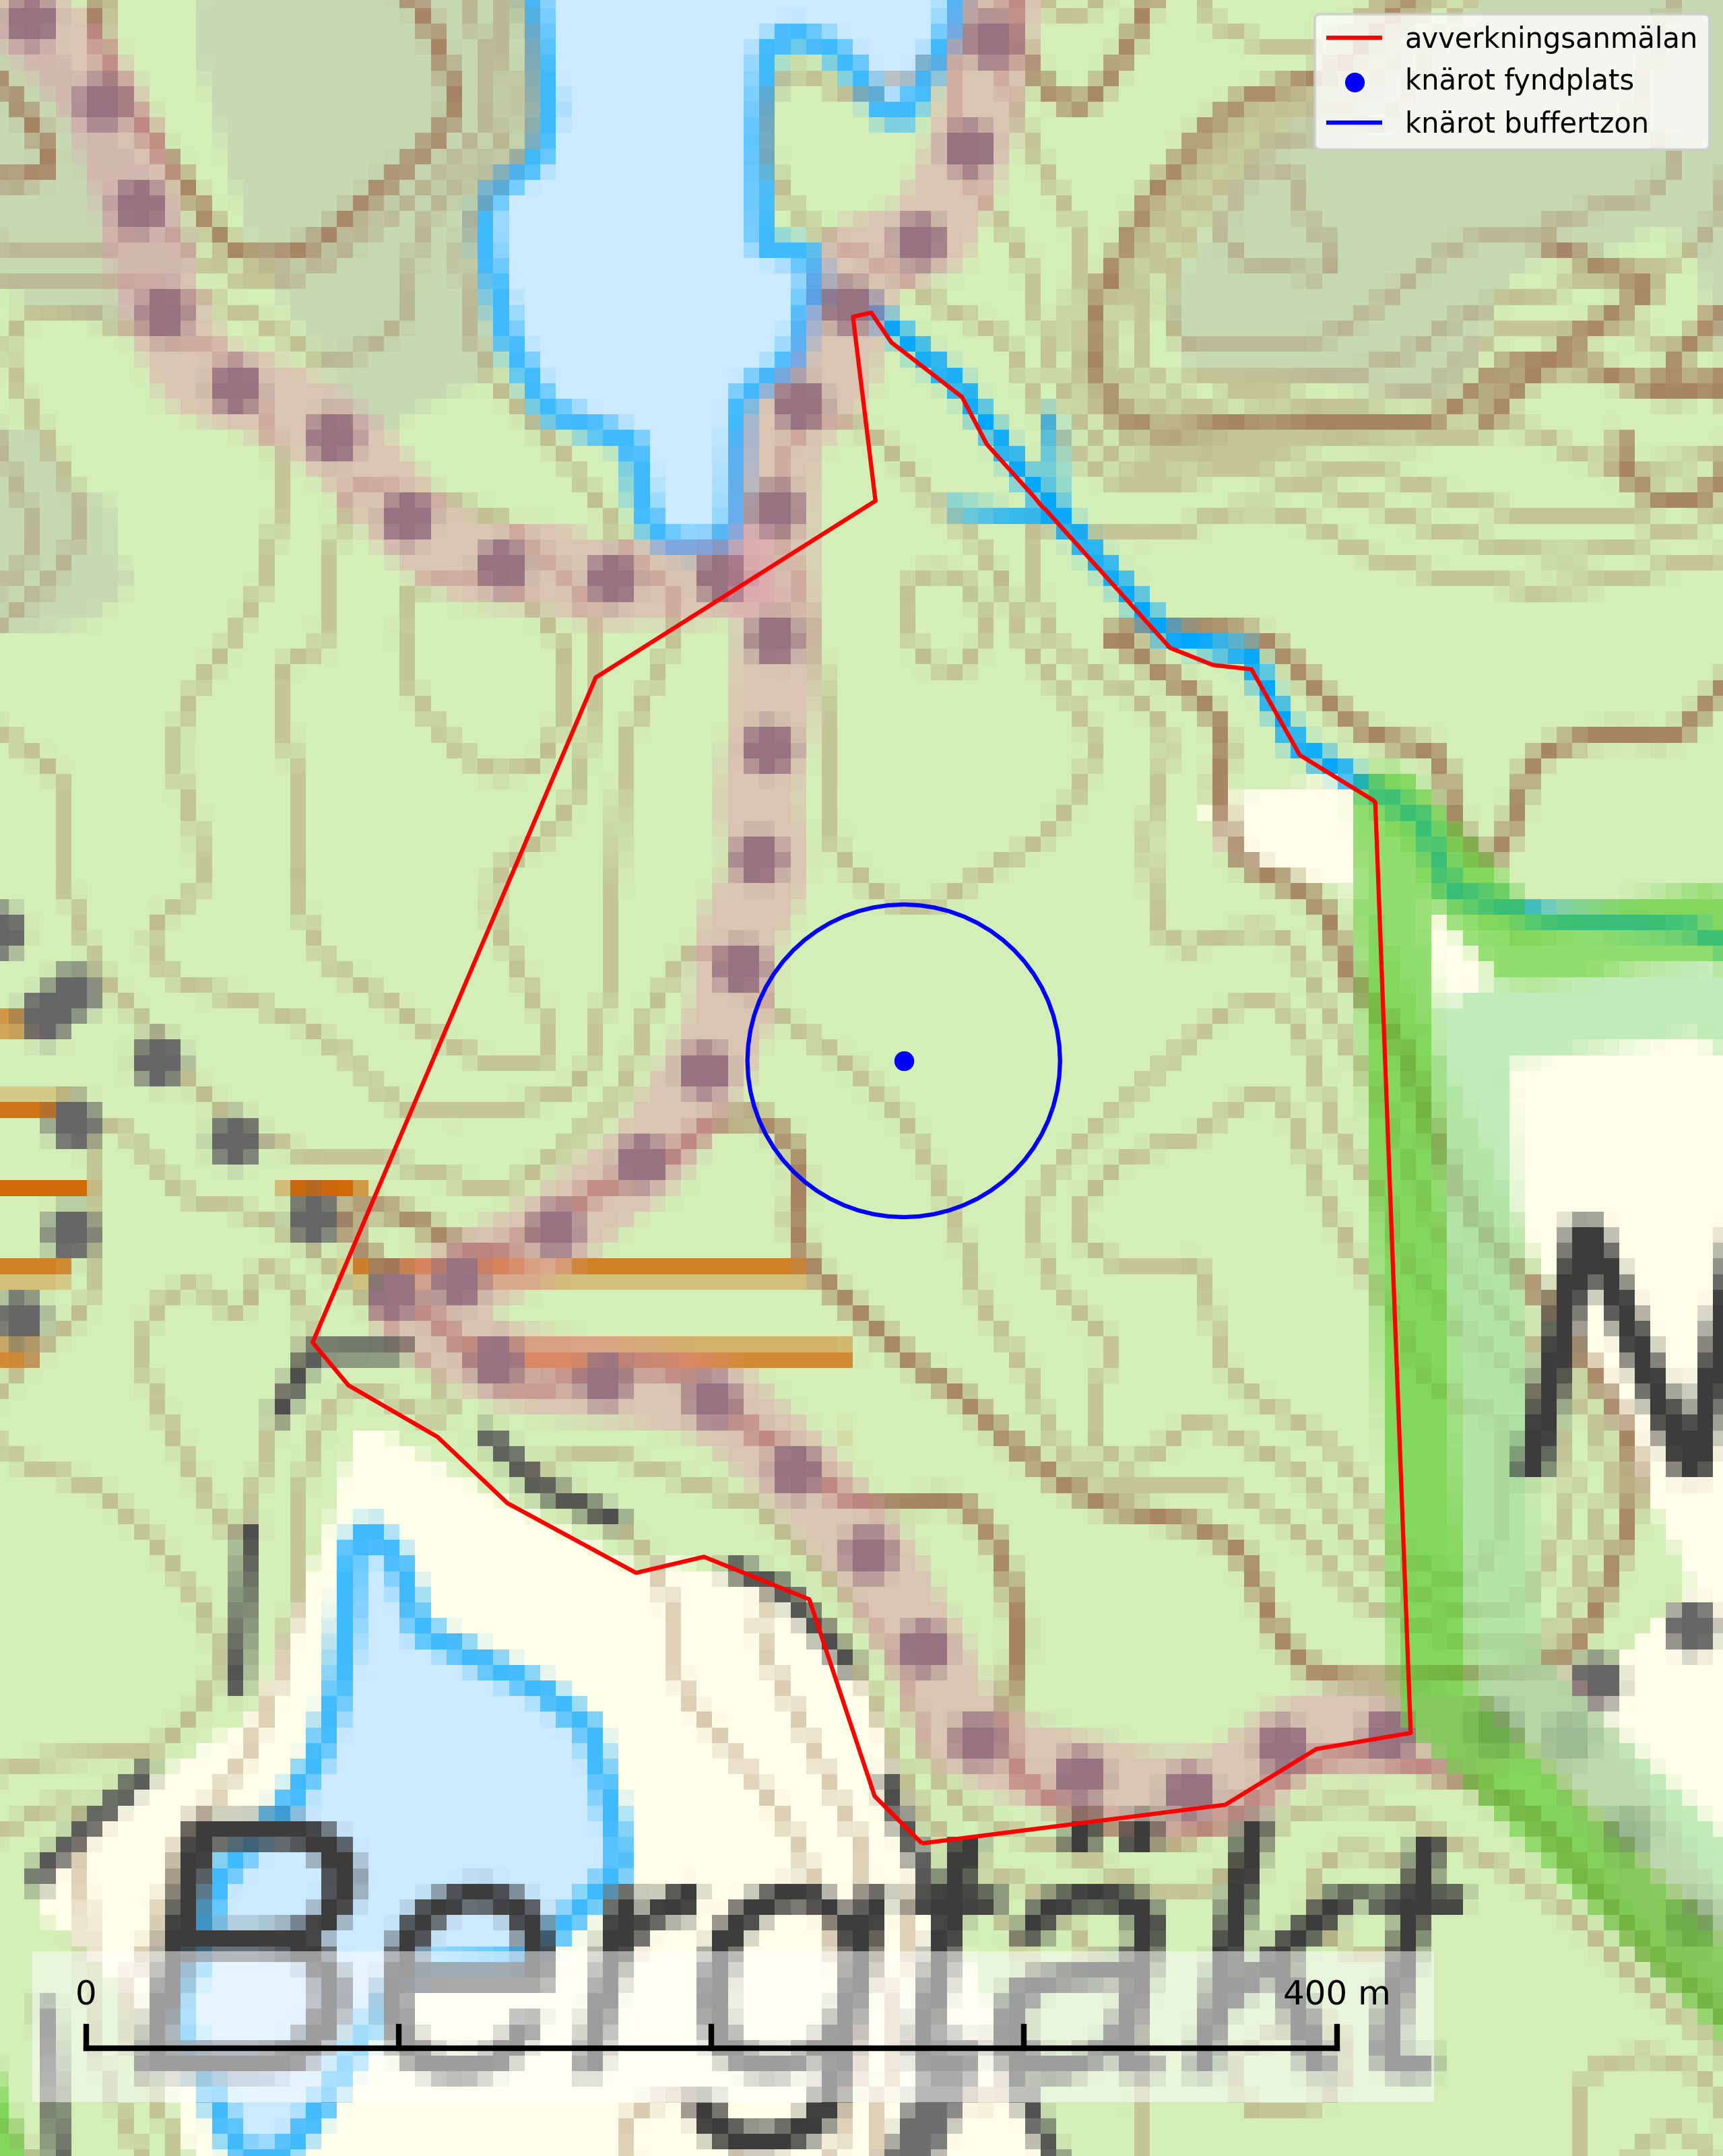 avverkningsanmälan
knärot fyndplats
knärot buffertzon
Bergtäkt
0 400 m